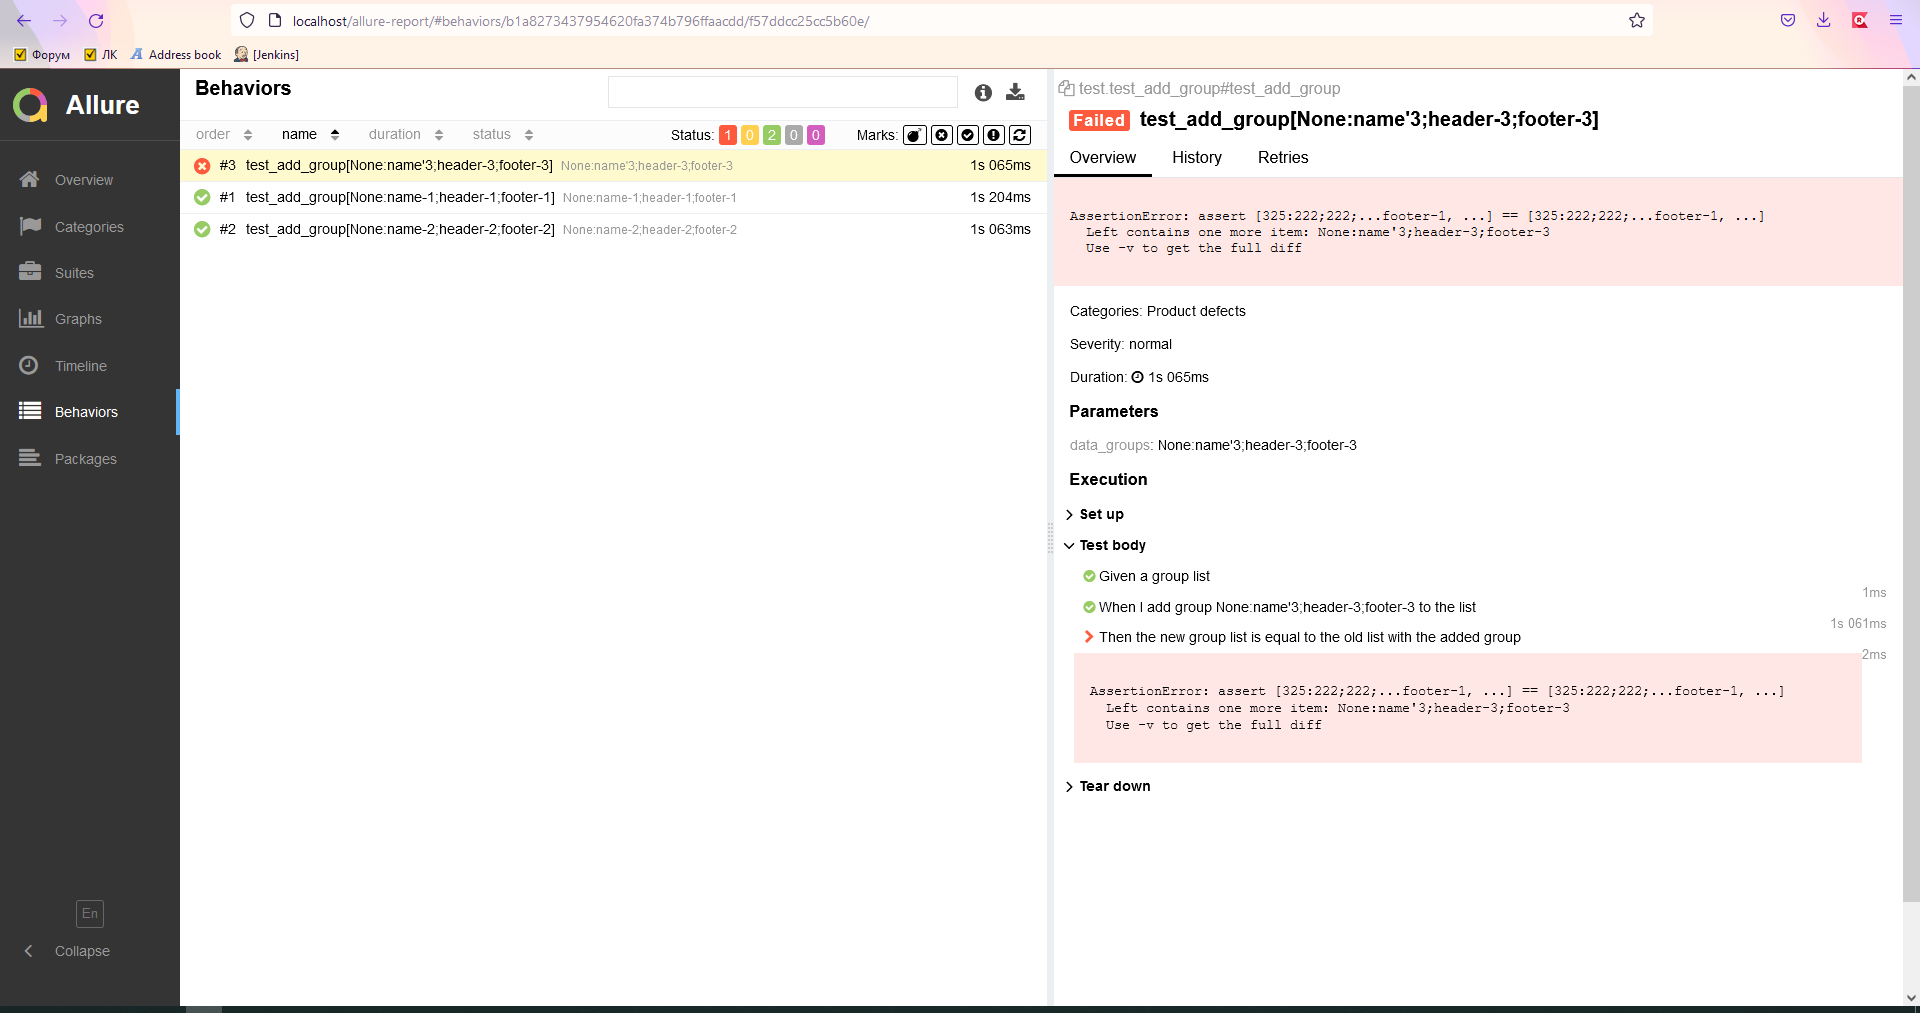 localhost/allure-report/#behaviors/b1a8273437954620fa374b796ffaacdd/f57ddcc25cc5b60e/
Форум ЛК Address book [Jenkins]
Allure
Overview
Categories
Suites
Graphs
Timeline
Behaviors
Packages
En
Collapse
Behaviors
order name duration status Status: 1 0 2 0 0 Marks:
#3 test_add_group[None:name'3;header-3;footer-3] None:name'3;header-3;footer-3 1s 065ms
#1 test_add_group[None:name-1;header-1;footer-1] None:name-1;header-1;footer-1 1s 204ms
#2 test_add_group[None:name-2;header-2;footer-2] None:name-2;header-2;footer-2 1s 063ms
test.test_add_group#test_add_group
Failed test_add_group[None:name'3;header-3;footer-3]
Overview History Retries
AssertionError: assert [325:222;222;...footer-1, ...] == [325:222;222;...footer-1, ...]
Left contains one more item: None:name'3;header-3;footer-3
Use -v to get the full diff
Categories: Product defects
Severity: normal
Duration: 1s 065ms
Parameters
data_groups: None:name'3;header-3;footer-3
Execution
Set up
Test body
Given a group list
1ms
When I add group None:name'3;header-3;footer-3 to the list
1s 061ms
Then the new group list is equal to the old list with the added group
2ms
AssertionError: assert [325:222;222;...footer-1, ...] == [325:222;222;...footer-1, ...]
Left contains one more item: None:name'3;header-3;footer-3
Use -v to get the full diff
Tear down